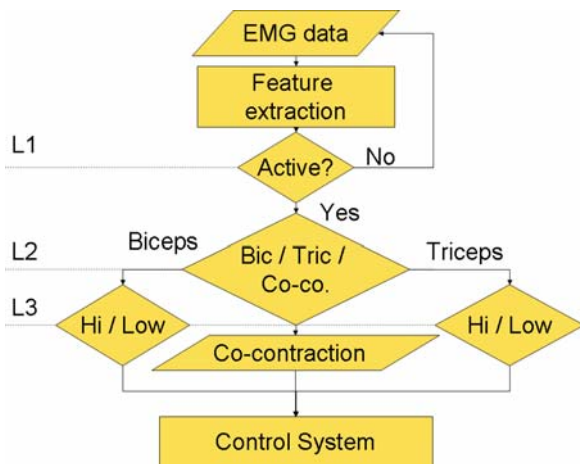 EMG data
Feature
extraction
L1
Active?
No
Yes
Biceps
Triceps
L2
Bic / Tric /
Co-co.
L3
Hi / Low
Hi / Low
Co-contraction
Control System